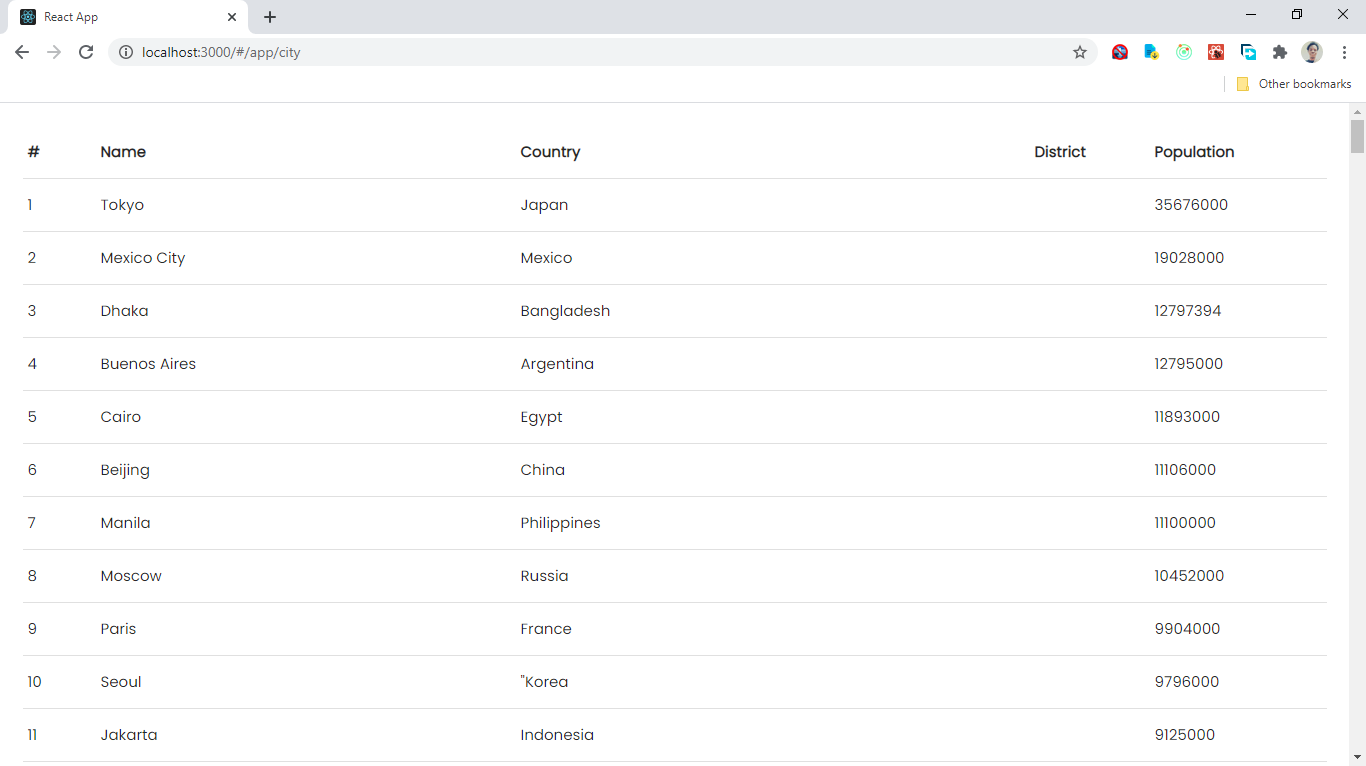 React App
localhost:3000/#/app/city
Other bookmarks
# Name Country District Population
1 Tokyo Japan 35676000
2 Mexico City Mexico 19028000
3 Dhaka Bangladesh 12797394
4 Buenos Aires Argentina 12795000
5 Cairo Egypt 11893000
6 Beijing China 11106000
7 Manila Philippines 11100000
8 Moscow Russia 10452000
9 Paris France 9904000
10 Seoul "Korea 9796000
11 Jakarta Indonesia 9125000